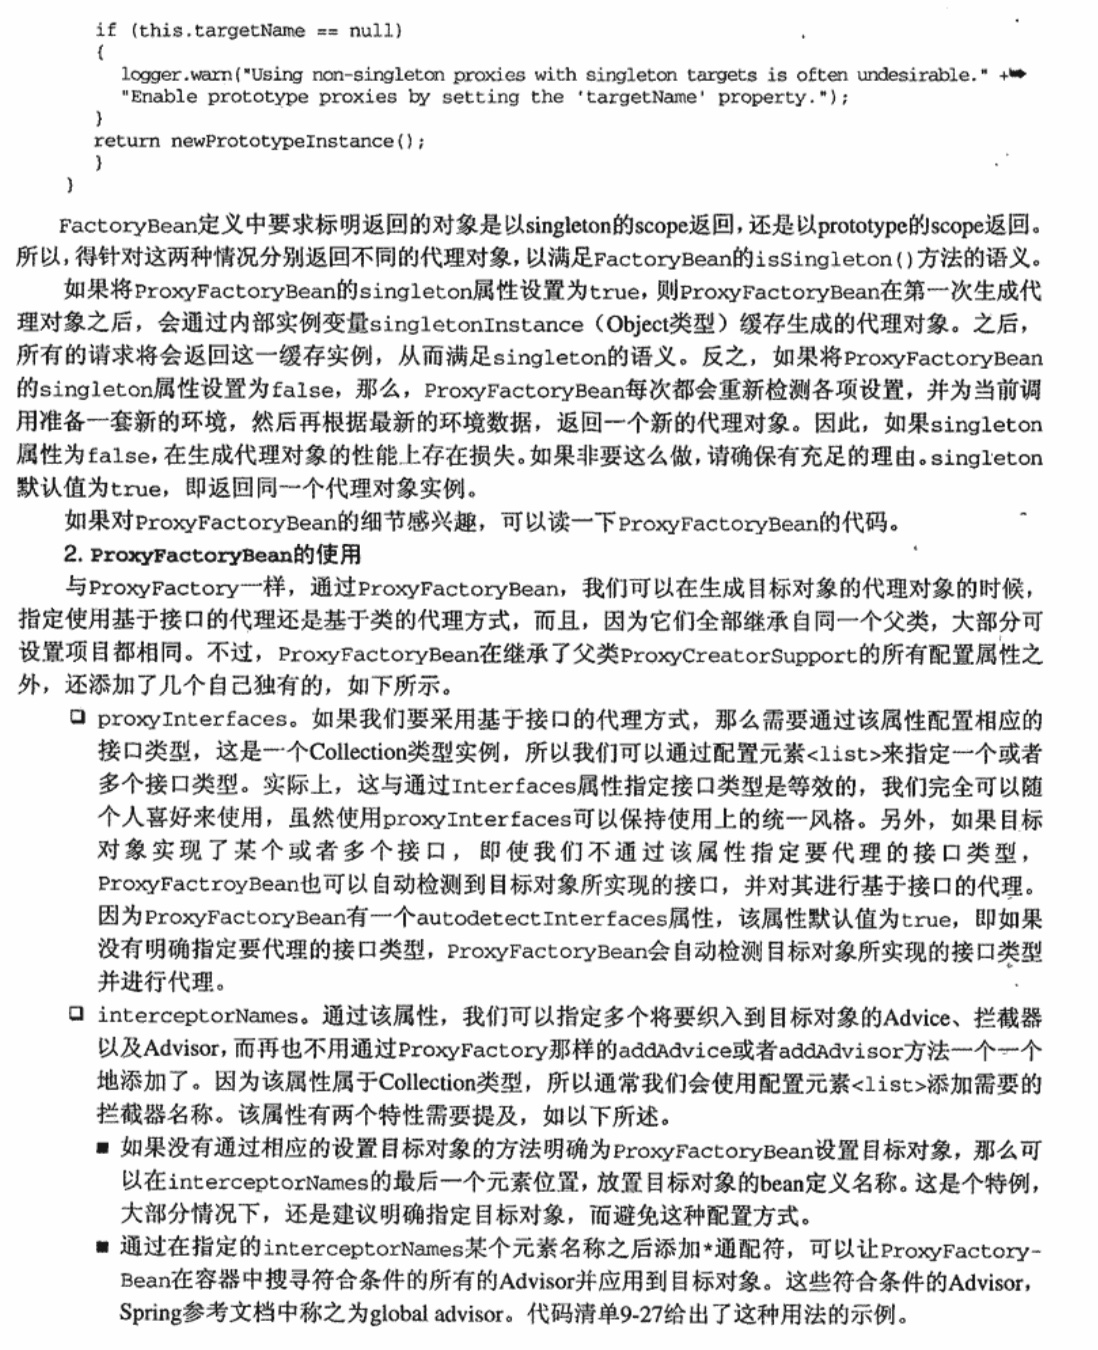 if (this.targetName == null)
{
logger.warn("Using non-singleton proxies with singleton targets is often undesirable." +➥
"Enable prototype proxies by setting the 'targetName' property.");
}
return newPrototypeInstance();
}
}
FactoryBean定义中要求标明返回的对象是以singleton的scope返回，还是以prototype的scope返回。
所以，得针对这两种情况分别返回不同的代理对象，以满足FactoryBean的isSingleton()方法的语义。
如果将ProxyFactoryBean的singleton属性设置为true，则ProxyFactoryBean在第一次生成代
理对象之后，会通过内部实例变量singletonInstance（Object类型）缓存生成的代理对象。之后，
所有的请求将会返回这一缓存实例，从而满足singleton的语义。反之，如果将ProxyFactoryBean
的singleton属性设置为false，那么，ProxyFactoryBean每次都会重新检测各项设置，并为当前调
用准备一套新的环境，然后再根据最新的环境数据，返回一个新的代理对象。因此，如果singleton
属性为false，在生成代理对象的性能上存在损失。如果非要这么做，请确保有充足的理由。singleton
默认值为true，即返回同一个代理对象实例。
如果对ProxyFactoryBean的细节感兴趣，可以读一下ProxyFactoryBean的代码。
2. ProxyFactoryBean的使用
与ProxyFactory一样，通过ProxyFactoryBean，我们可以在生成目标对象的代理对象的时候，
指定使用基于接口的代理还是基于类的代理方式，而且，因为它们全部继承自同一个父类，大部分可
设置项目都相同。不过，ProxyFactoryBean在继承了父类ProxyCreatorSupport的所有配置属性之
外，还添加了几个自己独有的，如下所示。
❑ proxyInterfaces。如果我们要采用基于接口的代理方式，那么需要通过该属性配置相应的
接口类型，这是一个Collection类型实例，所以我们可以通过配置元素<list>来指定一个或者
多个接口类型。实际上，这与通过Interfaces属性指定接口类型是等效的，我们完全可以随
个人喜好来使用，虽然使用proxyInterfaces可以保持使用上的统一风格。另外，如果目标
对象实现了某个或者多个接口，即使我们不通过该属性指定要代理的接口类型，
ProxyFactroyBean也可以自动检测到目标对象所实现的接口，并对其进行基于接口的代理。
因为ProxyFactoryBean有一个autodetectInterfaces属性，该属性默认值为true，即如果
没有明确指定要代理的接口类型，ProxyFactoryBean会自动检测目标对象所实现的接口类型
并进行代理。
❑ interceptorNames。通过该属性，我们可以指定多个将要织入到目标对象的Advice、拦截器
以及Advisor，而再也不用通过ProxyFactory那样的addAdvice或者addAdvisor方法一个一个
地添加了。因为该属性属于Collection类型，所以通常我们会使用配置元素<list>添加需要的
拦截器名称。该属性有两个特性需要提及，如以下所述。
■ 如果没有通过相应的设置目标对象的方法明确为ProxyFactoryBean设置目标对象，那么可
以在interceptorNames的最后一个元素位置，放置目标对象的bean定义名称。这是个特例，
大部分情况下，还是建议明确指定目标对象，而避免这种配置方式。
■ 通过在指定的interceptorNames某个元素名称之后添加*通配符，可以让ProxyFactory-
Bean在容器中搜寻符合条件的所有的Advisor并应用到目标对象。这些符合条件的Advisor，
Spring参考文档中称之为global advisor。代码清单9-27给出了这种用法的示例。